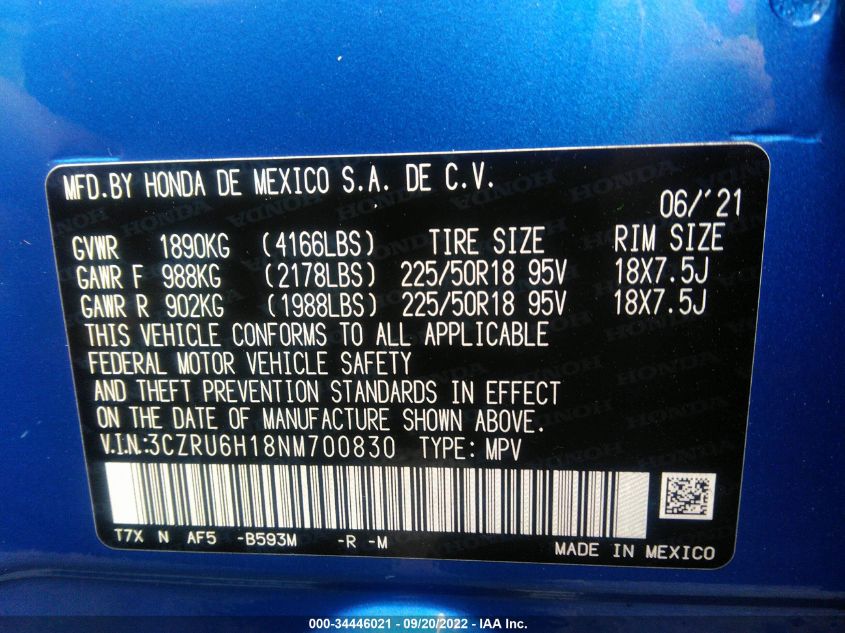 MFD.BY HONDA DE MEXICO S.A. DE C.V.
06/'21
GVWR 1890KG (4166LBS) TIRE SIZE RIM SIZE
GAWR F 988KG (2178LBS) 225/50R18 95V 18X7.5J
GAWR R 902KG (1988LBS) 225/50R18 95V 18X7.5J
THIS VEHICLE CONFORMS TO ALL APPLICABLE
FEDERAL MOTOR VEHICLE SAFETY
AND THEFT PREVENTION STANDARDS IN EFFECT
ON THE DATE OF MANUFACTURE SHOWN ABOVE.
V.I.N.:3CZRU6H18NM700830 TYPE: MPV
T7X N AF5 -B593M -R -M
MADE IN MEXICO
000-34446021 - 09/20/2022 - IAA Inc.